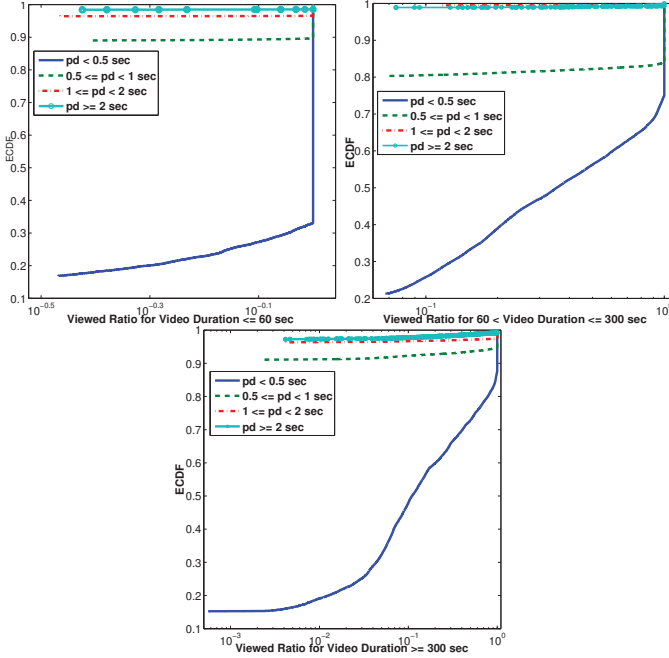 1
0.9
0.8
0.7
0.6
0.5
0.4
0.3
0.2
0.1
ECDF
pd < 0.5 sec
0.5 <= pd < 1 sec
1 <= pd < 2 sec
pd >= 2 sec
10^-0.5
10^-0.3
10^-0.1
Viewed Ratio for Video Duration <= 60 sec
1
0.9
0.8
0.7
0.6
0.5
0.4
0.3
0.2
ECDF
pd < 0.5 sec
0.5 <= pd < 1 sec
1 <= pd < 2 sec
pd >= 2 sec
10^-1
10^0
Viewed Ratio for 60 < Video Duration <= 300 sec
1
0.9
0.8
0.7
0.6
0.5
0.4
0.3
0.2
0.1
ECDF
pd < 0.5 sec
0.5 <= pd < 1 sec
1 <= pd < 2 sec
pd >= 2 sec
10^-3
10^-2
10^-1
10^0
Viewed Ratio for Video Duration >= 300 sec